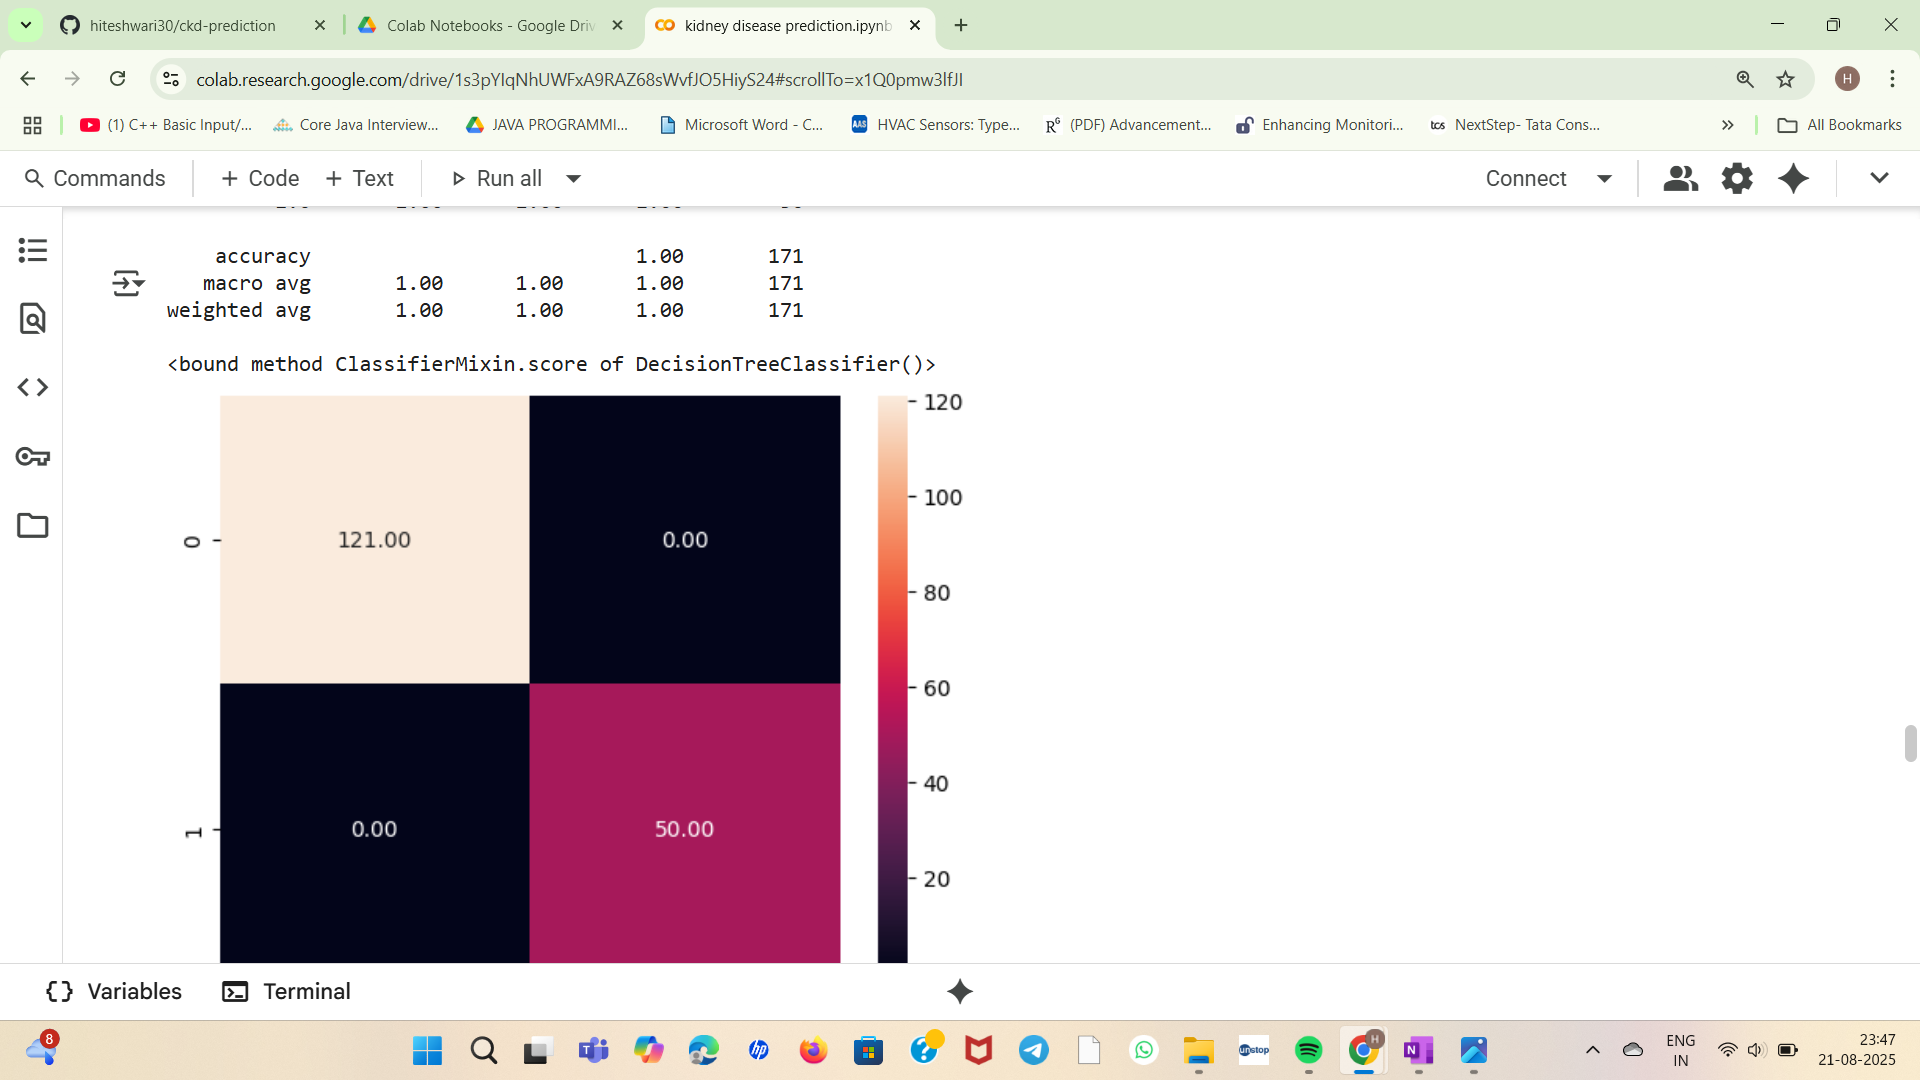 hiteshwari30/ckd-prediction
Colab Notebooks - Google Driv
kidney disease prediction.ipynb
colab.research.google.com/drive/1s3pYIqNhUWFxA9RAZ68sWvfJO5HiyS24#scrollTo=x1Q0pmw3lfJI
H
(1) C++ Basic Input/...
Core Java Interview...
JAVA PROGRAMMI...
Microsoft Word - C...
AAS HVAC Sensors: Type...
R^G (PDF) Advancement...
Enhancing Monitori...
tcs NextStep- Tata Cons...
All Bookmarks
Commands + Code + Text Run all Connect
accuracy 1.00 171
macro avg 1.00 1.00 1.00 171
weighted avg 1.00 1.00 1.00 171
<bound method ClassifierMixin.score of DecisionTreeClassifier()>
120
100
0 121.00 0.00
80
60
40
1 0.00 50.00
20
Variables Terminal
8
hp
unstop
H
N
ENG
IN
23:47
21-08-2025